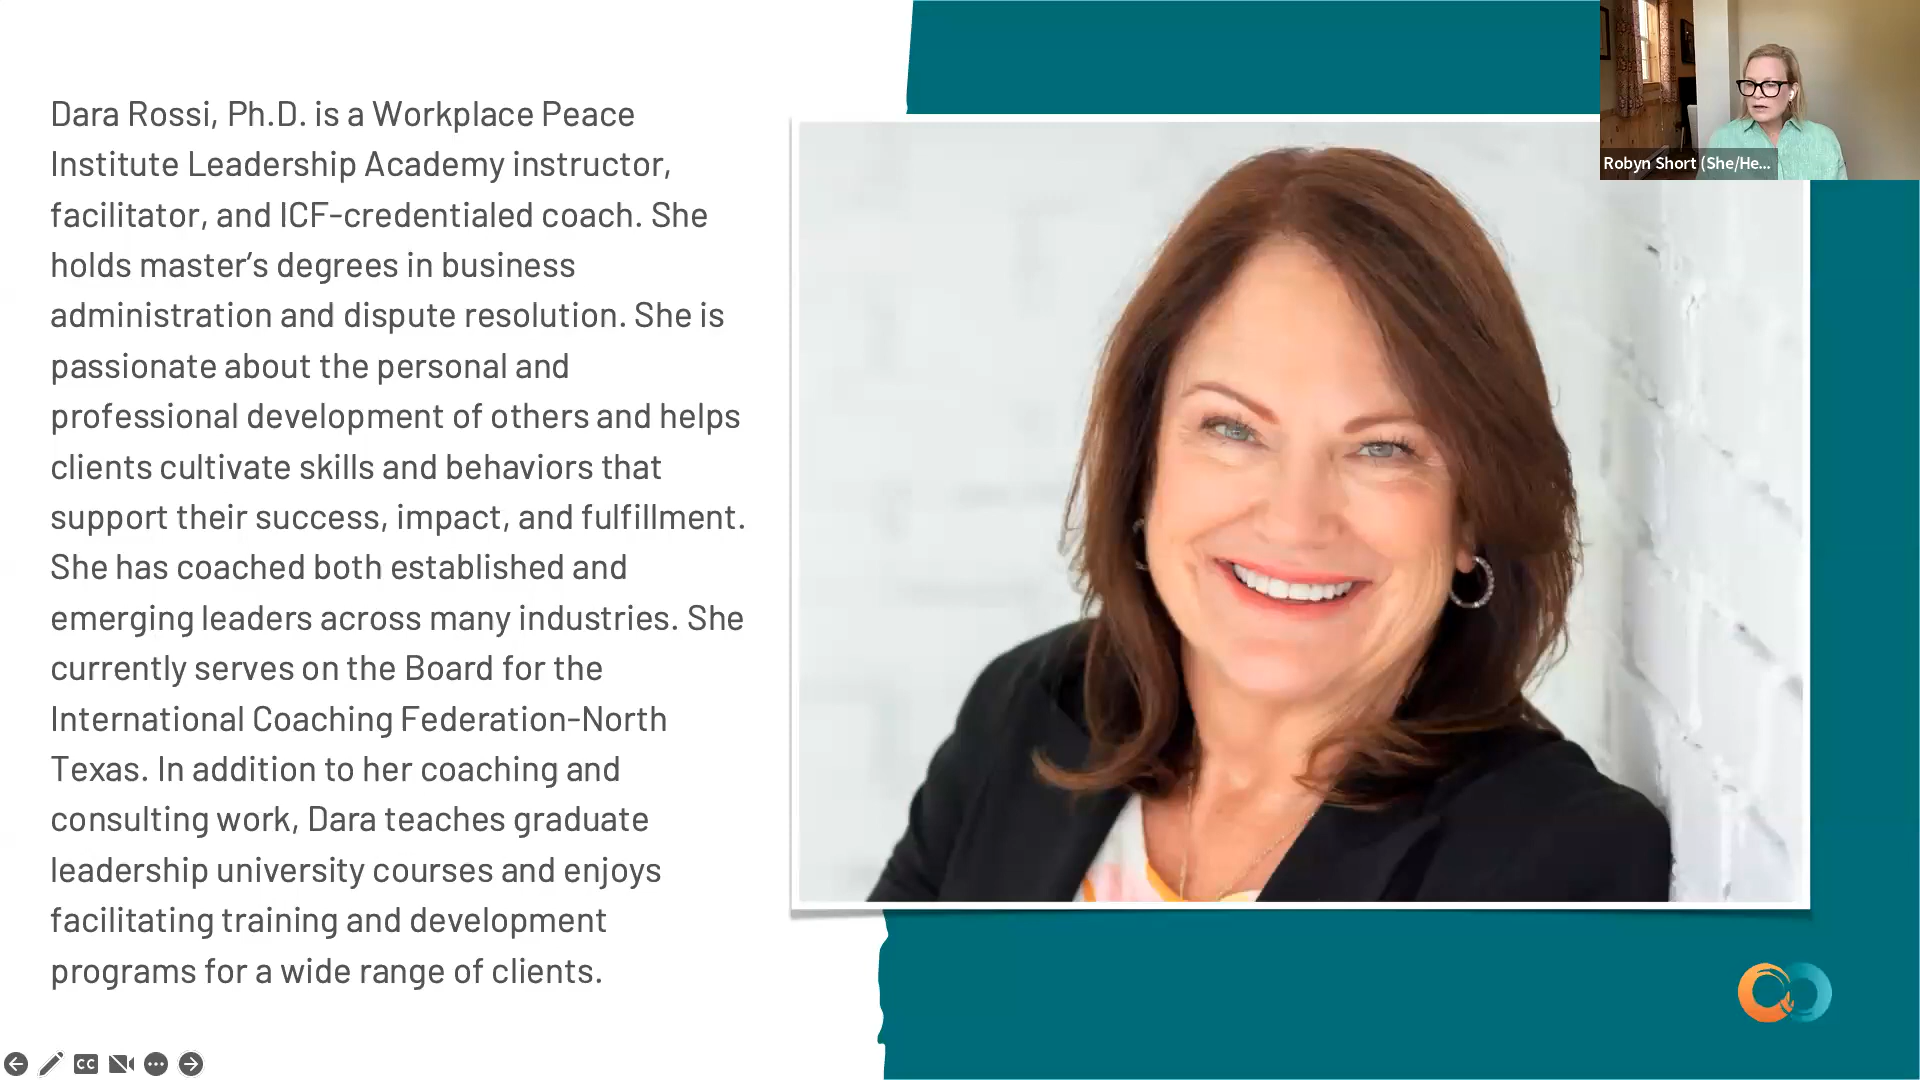 Dara Rossi, Ph.D. is a Workplace Peace
Institute Leadership Academy instructor,
facilitator, and ICF-credentialed coach. She
holds master’s degrees in business
administration and dispute resolution. She is
passionate about the personal and
professional development of others and helps
clients cultivate skills and behaviors that
support their success, impact, and fulfillment.
She has coached both established and
emerging leaders across many industries. She
currently serves on the Board for the
International Coaching Federation-North
Texas. In addition to her coaching and
consulting work, Dara teaches graduate
leadership university courses and enjoys
facilitating training and development
programs for a wide range of clients.
Robyn Short (She/He...
CC